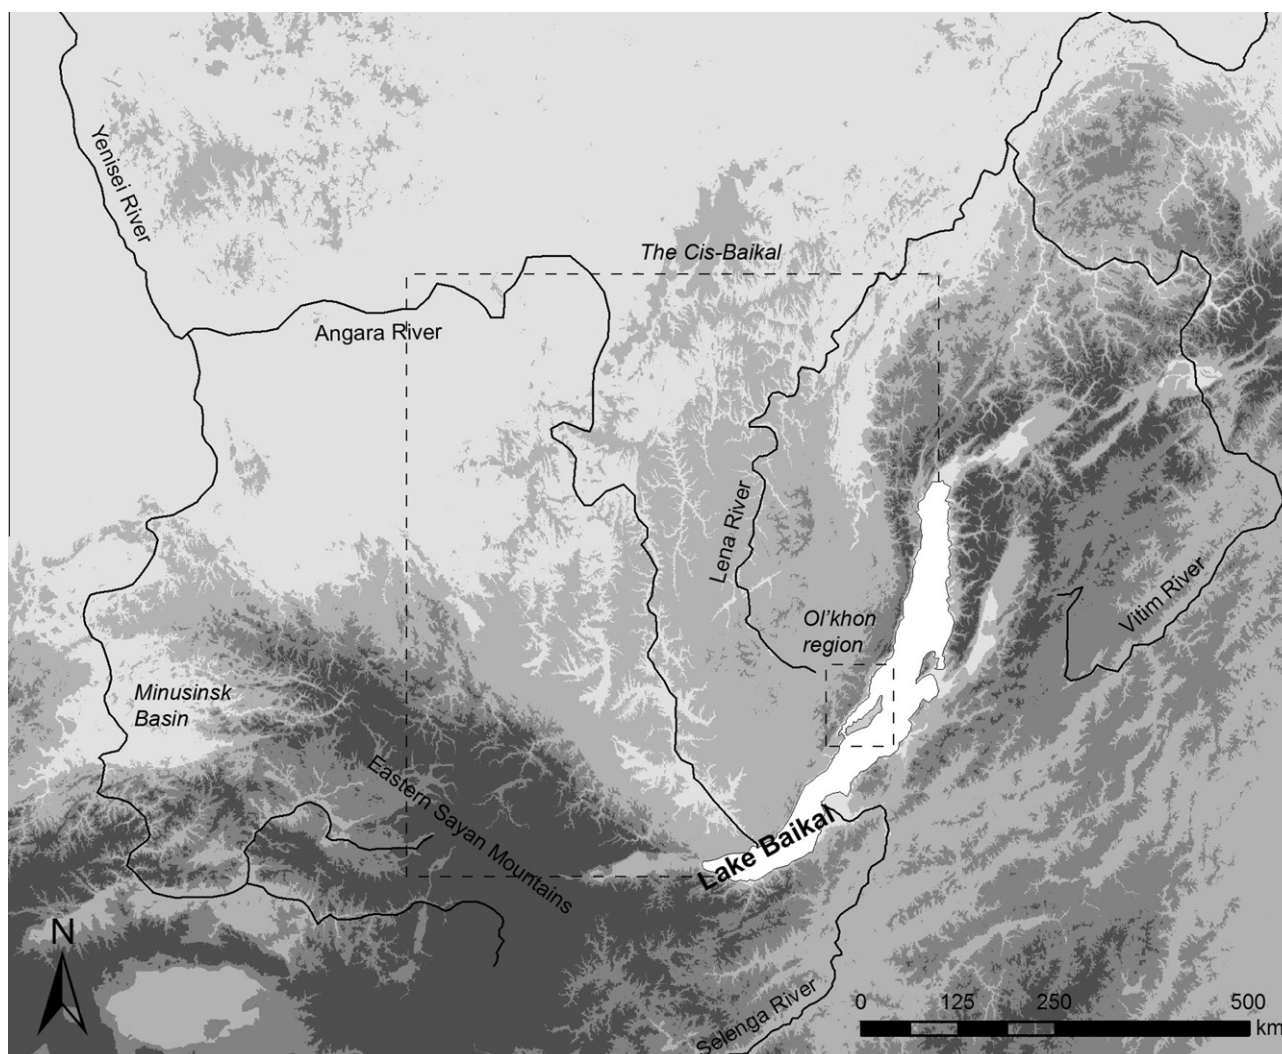 Yenisei River
The Cis-Baikal
Angara River
Lena River
Ol'khon
region
Vitim River
Minusinsk
Basin
Eastern Sayan Mountains
Lake Baikal
N
Selenga River
0 125 250 500
km